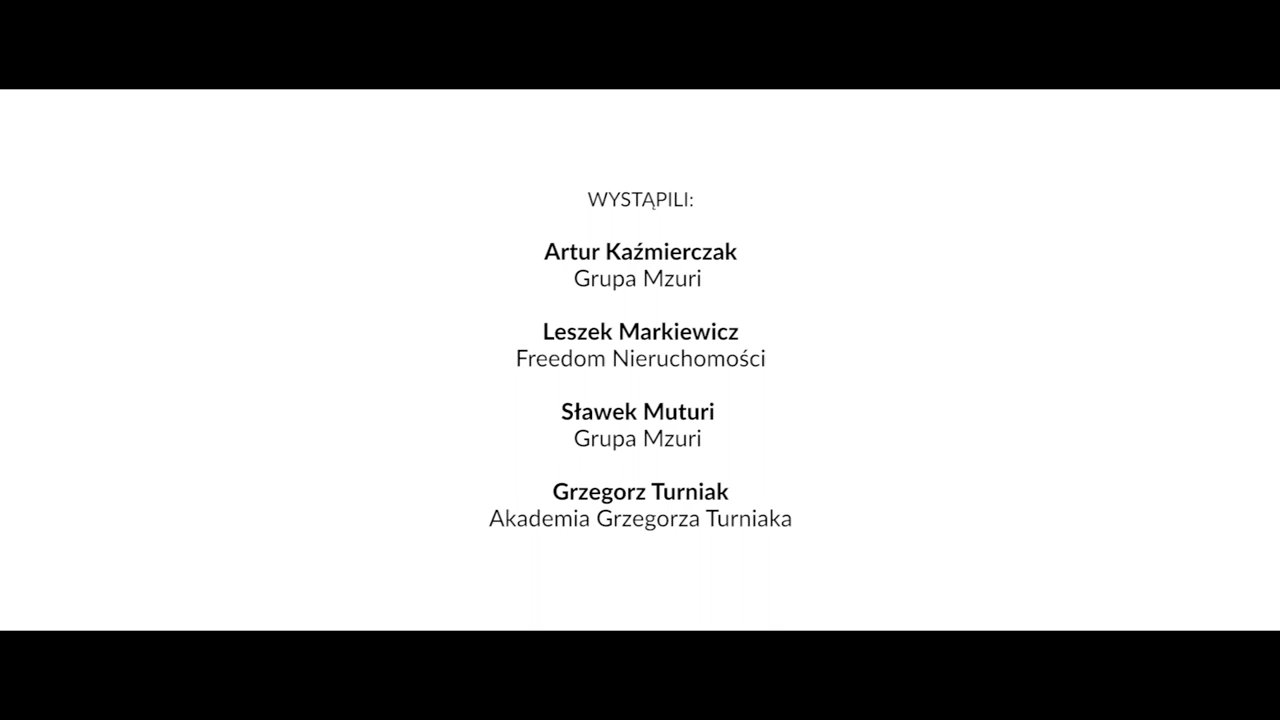 WYSTĄPILI:
Artur Kaźmierczak
Grupa Mzuri
Leszek Markiewicz
Freedom Nieruchomości
Sławek Muturi
Grupa Mzuri
Grzegorz Turniak
Akademia Grzegorza Turniaka